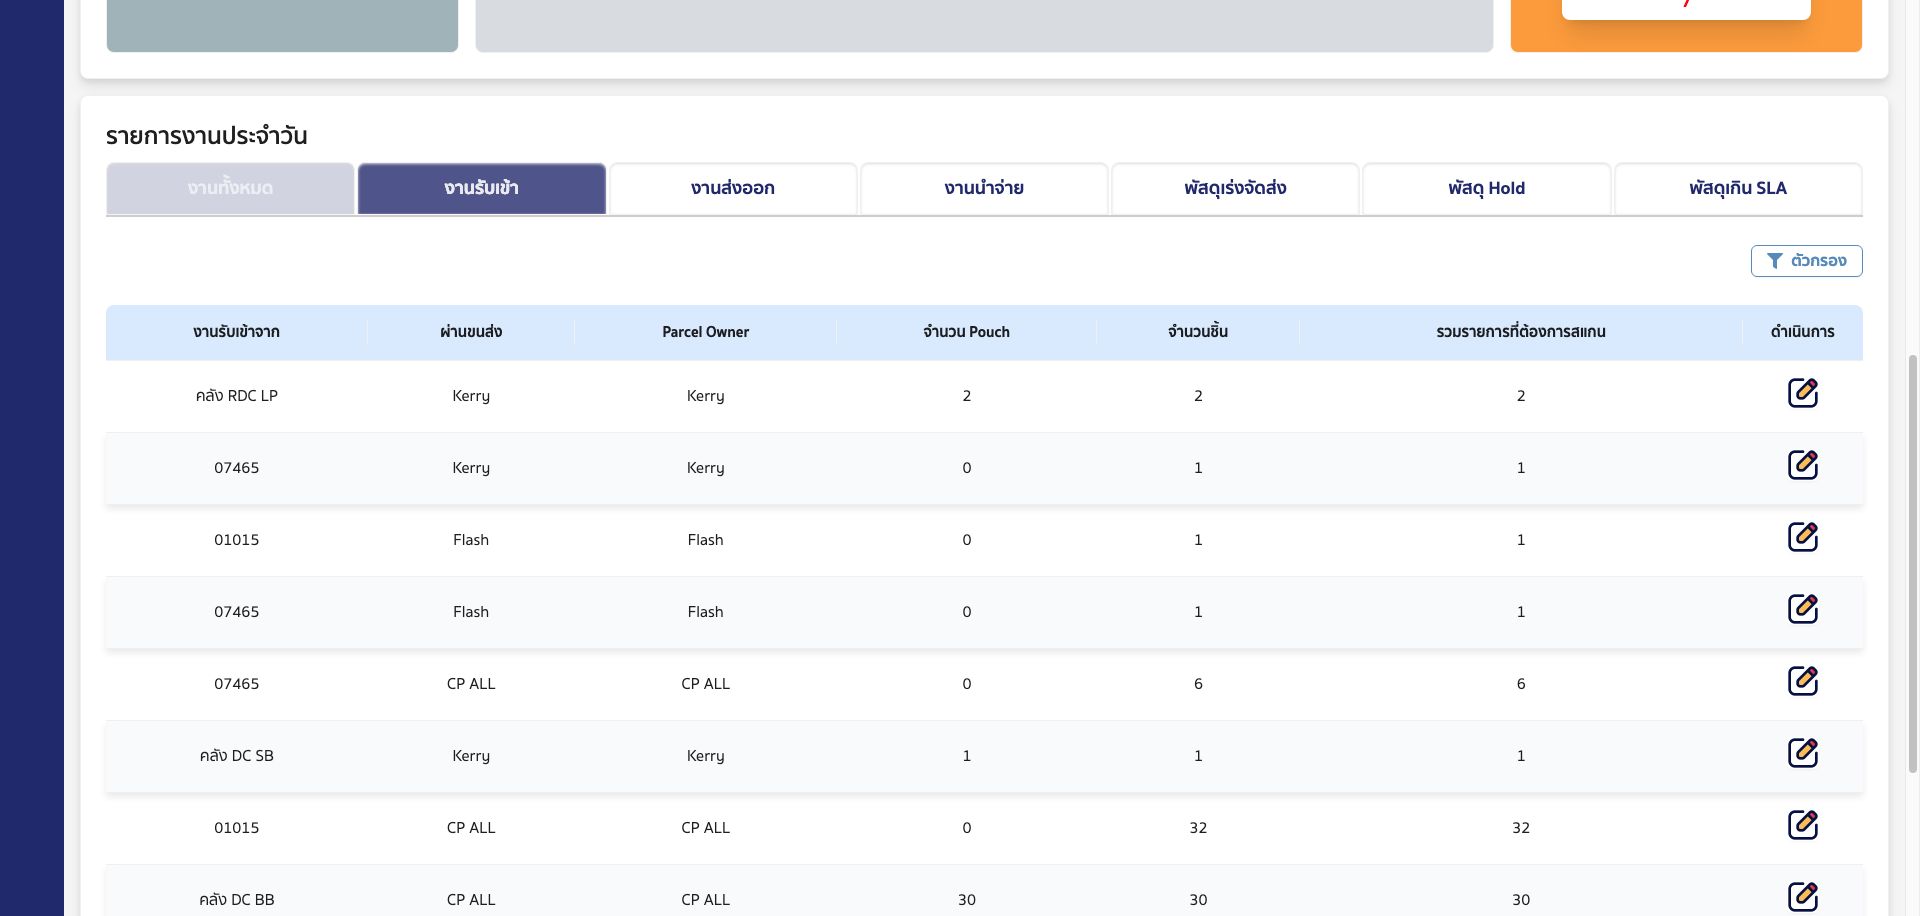 รายการงานประจำวัน
งานทั้งหมด งานรับเข้า งานส่งออก งานนำจ่าย พัสดุเร่งจัดส่ง พัสดุ Hold พัสดุเกิน SLA
ตัวกรอง
งานรับเข้าจาก ผ่านขนส่ง Parcel Owner จำนวน Pouch จำนวนชิ้น รวมรายการที่ต้องการสแกน ดำเนินการ
คลัง RDC LP Kerry Kerry 2 2 2
07465 Kerry Kerry 0 1 1
01015 Flash Flash 0 1 1
07465 Flash Flash 0 1 1
07465 CP ALL CP ALL 0 6 6
คลัง DC SB Kerry Kerry 1 1 1
01015 CP ALL CP ALL 0 32 32
คลัง DC BB CP ALL CP ALL 30 30 30